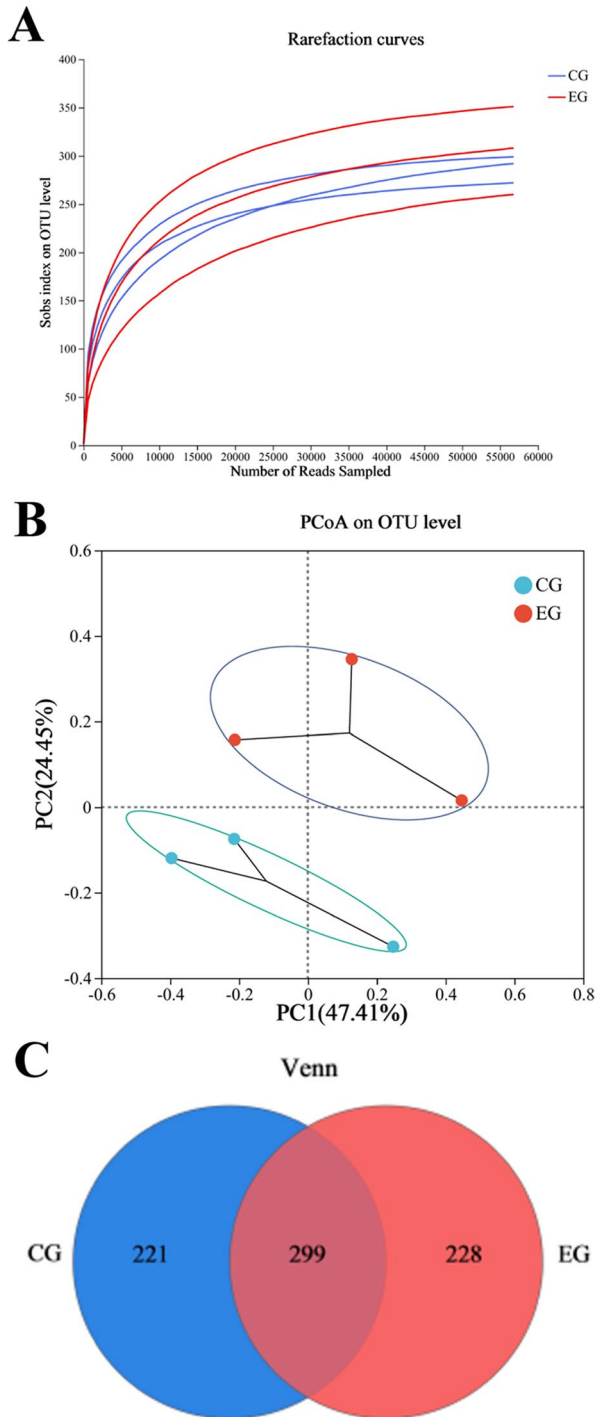 A
Rarefaction curves
400
350
300
250
200
150
100
50
0
Sobs index on OTU level
CG
EG
0 5000 10000 15000 20000 25000 30000 35000 40000 45000 50000 55000 60000
Number of Reads Sampled
B
PCoA on OTU level
0.6
0.4
0.2
0
-0.2
-0.4
PC2(24.45%)
CG
EG
-0.6 -0.4 -0.2 0 0.2 0.4 0.6 0.8
PC1(47.41%)
C
Venn
CG 221 299 228 EG